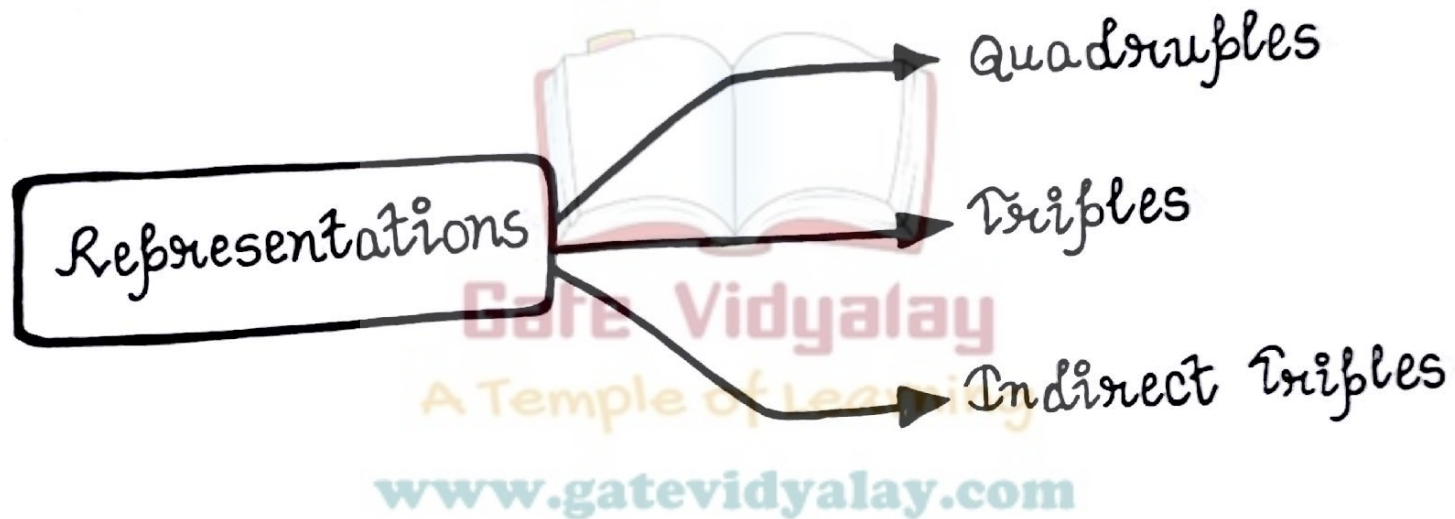 Quadruples
Representations
Triples
Gate Vidyalay
Indirect Triples
A Temple of Learning
www.gatevidyalay.com